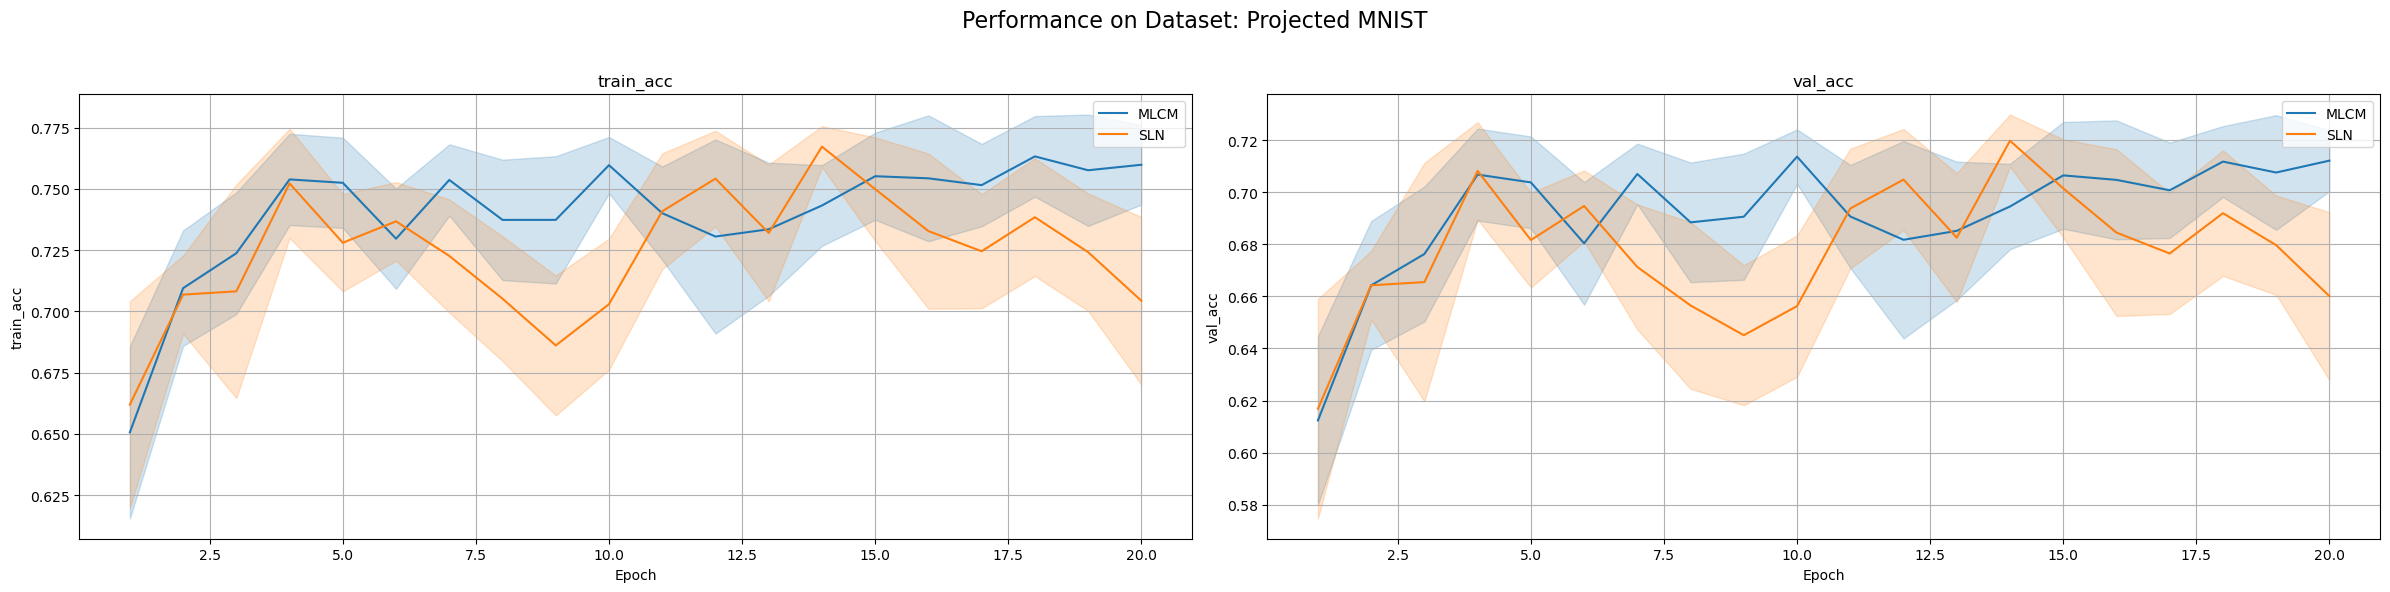 Performance on Dataset: Projected MNIST
train_acc
MLCM
SLN
train_acc
0.775
0.750
0.725
0.700
0.675
0.650
0.625
2.5 5.0 7.5 10.0 12.5 15.0 17.5 20.0
Epoch
val_acc
MLCM
SLN
val_acc
0.72
0.70
0.68
0.66
0.64
0.62
0.60
0.58
2.5 5.0 7.5 10.0 12.5 15.0 17.5 20.0
Epoch